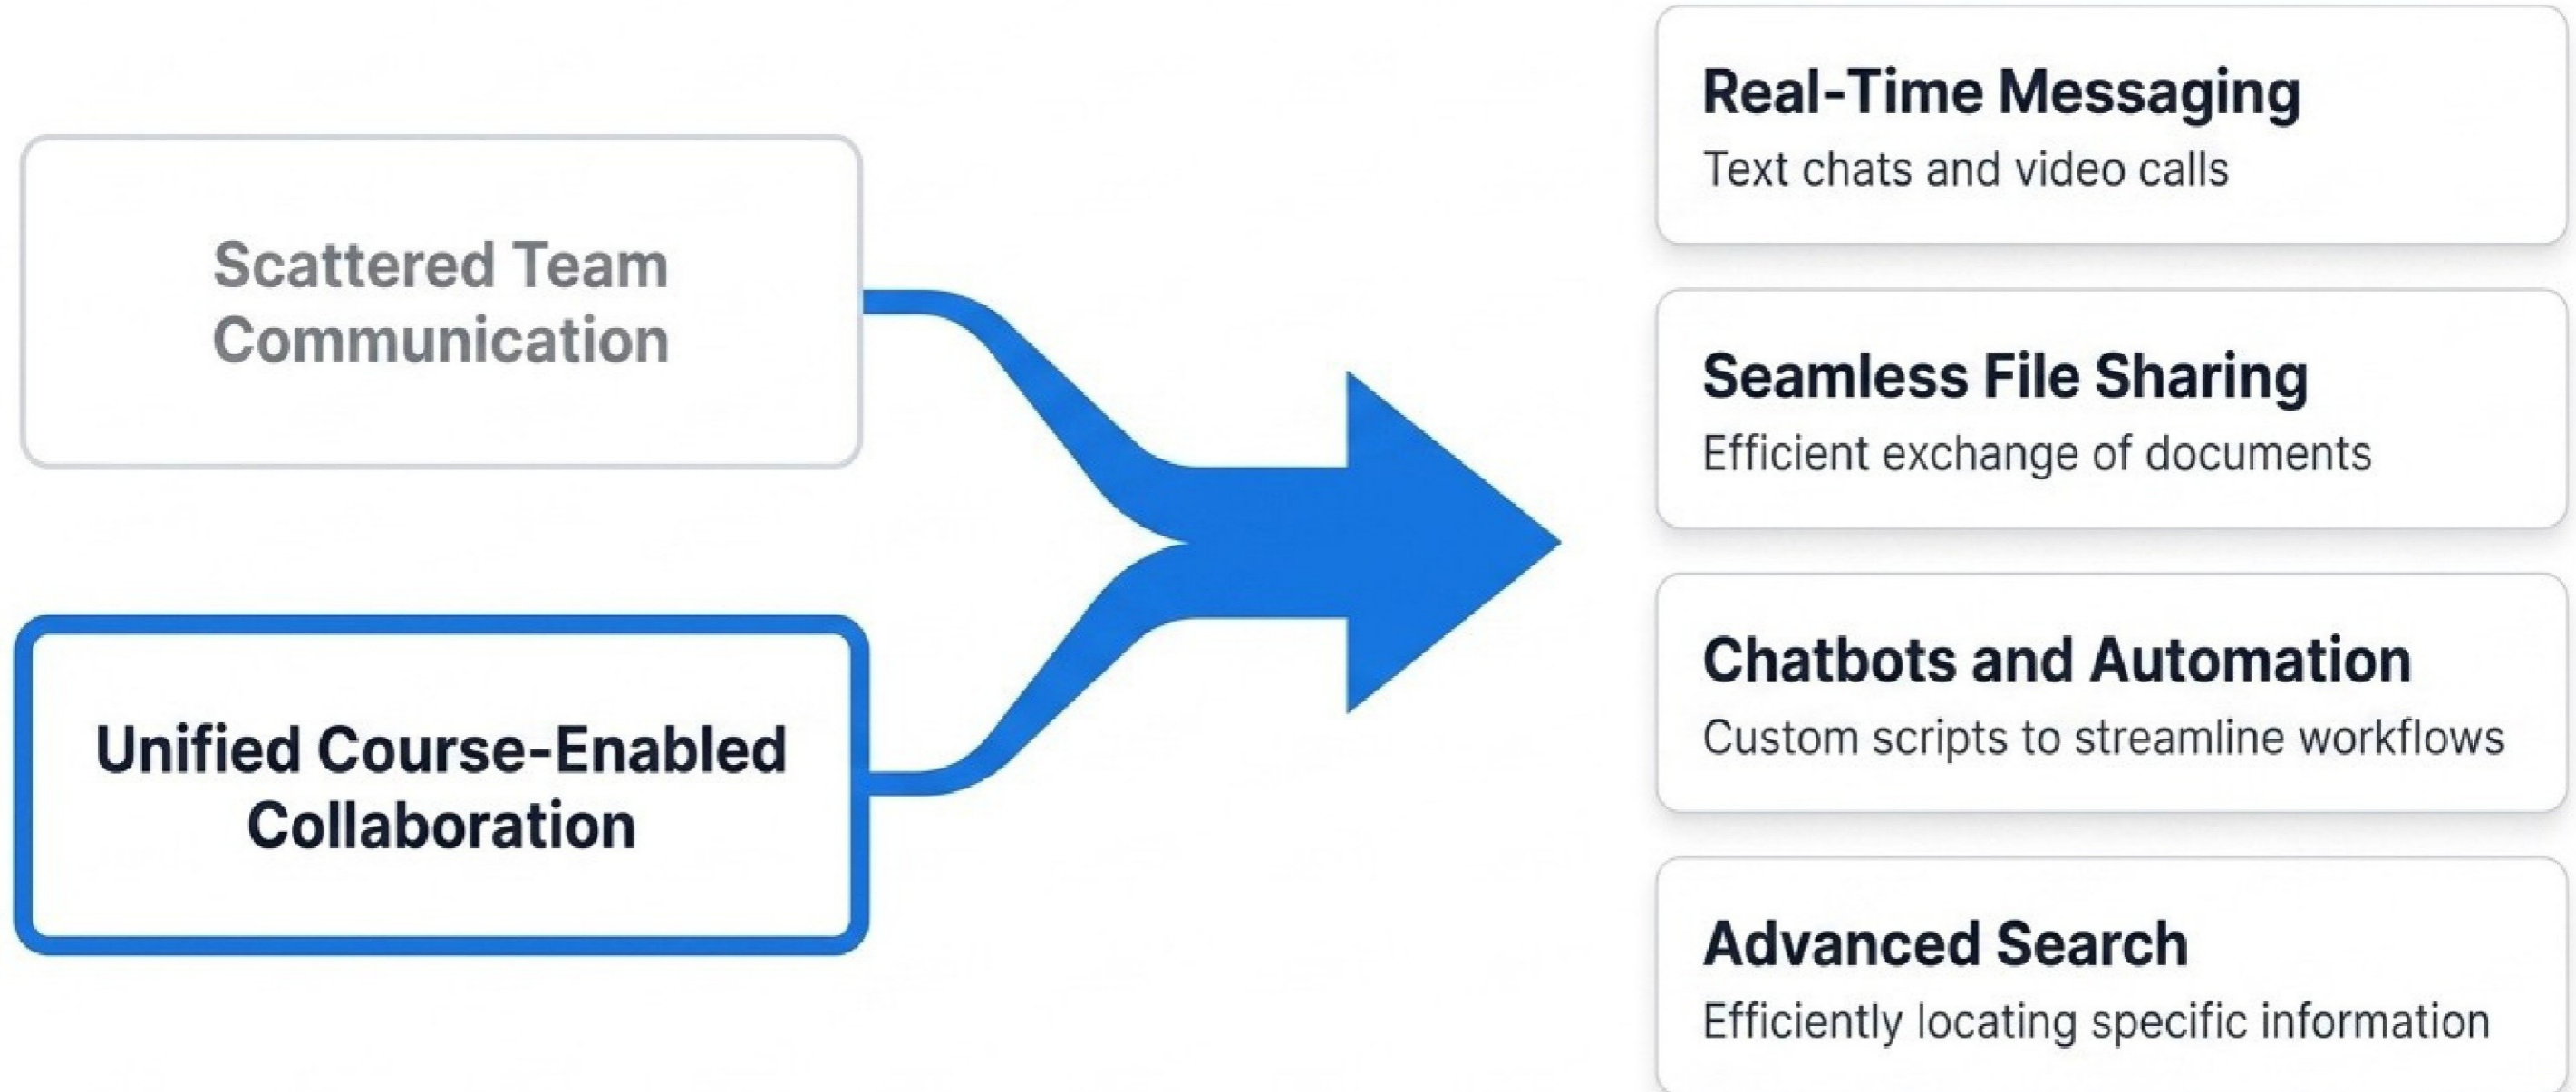 Scattered Team
Communication
Unified Course-Enabled
Collaboration
Real-Time Messaging
Text chats and video calls
Seamless File Sharing
Efficient exchange of documents
Chatbots and Automation
Custom scripts to streamline workflows
Advanced Search
Efficiently locating specific information